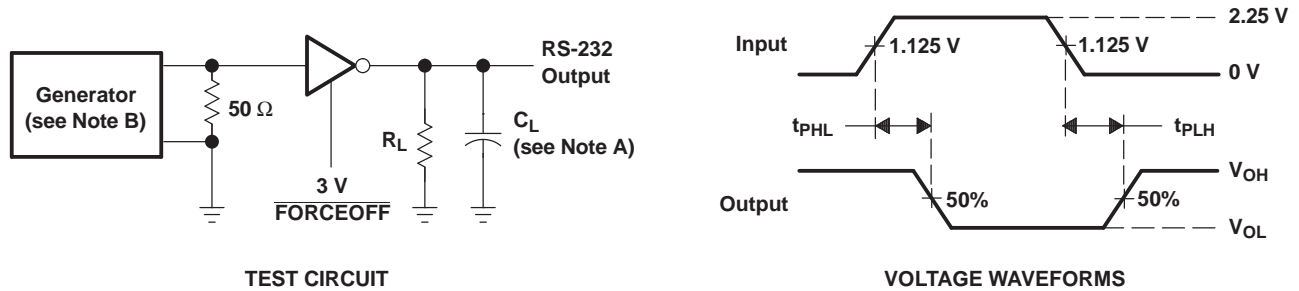 Generator
(see Note B)
50 Ω
3 V
FORCEOFF
R_L
C_L
(see Note A)
RS-232
Output
TEST CIRCUIT
Input
1.125 V
1.125 V
2.25 V
0 V
t_PHL
t_PLH
Output
50%
50%
V_OH
V_OL
VOLTAGE WAVEFORMS